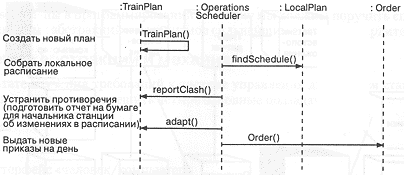 :TrainPlan
: Operations
Scheduler
: LocalPlan
: Order
Создать новый план
TrainPlan()
Собрать локальное
расписание
findSchedule()
reportClash()
Устранить противоречия
(подготовить отчет на бумаге
для начальника станции
об изменениях в расписании)
adapt()
Выдать новые
приказы на день
Order()